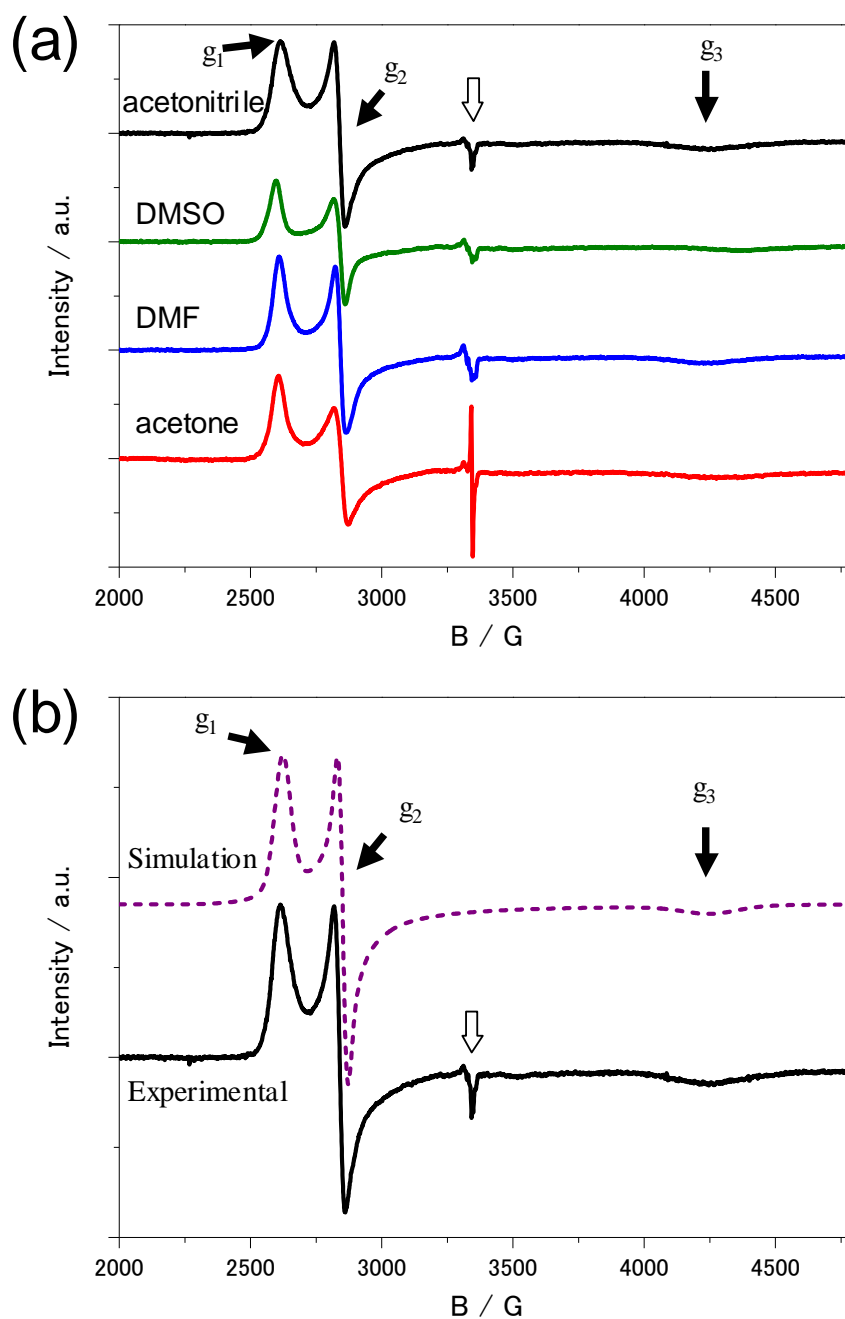 (a)
g1
g2
g3
acetonitrile
DMSO
DMF
acetone
Intensity / a.u.
2000 2500 3000 3500 4000 4500
B / G
(b)
g1
g2
g3
Simulation
Experimental
Intensity / a.u.
2000 2500 3000 3500 4000 4500
B / G